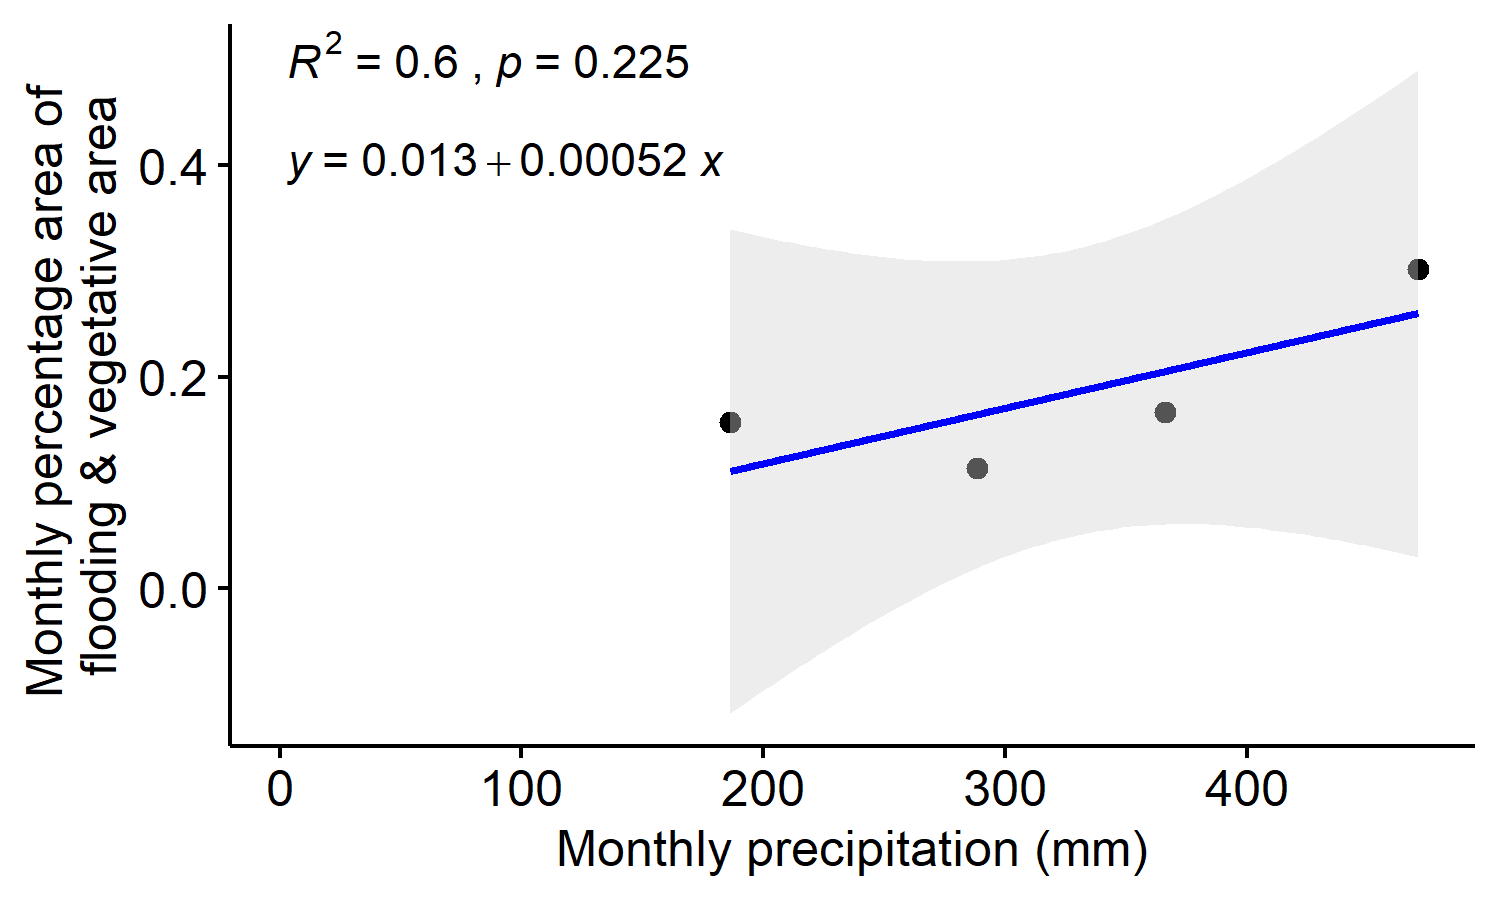 R² = 0.6 , p = 0.225
y = 0.013 + 0.00052 x
Monthly percentage area of
flooding & vegetative area
0.4
0.2
0.0
0 100 200 300 400
Monthly precipitation (mm)